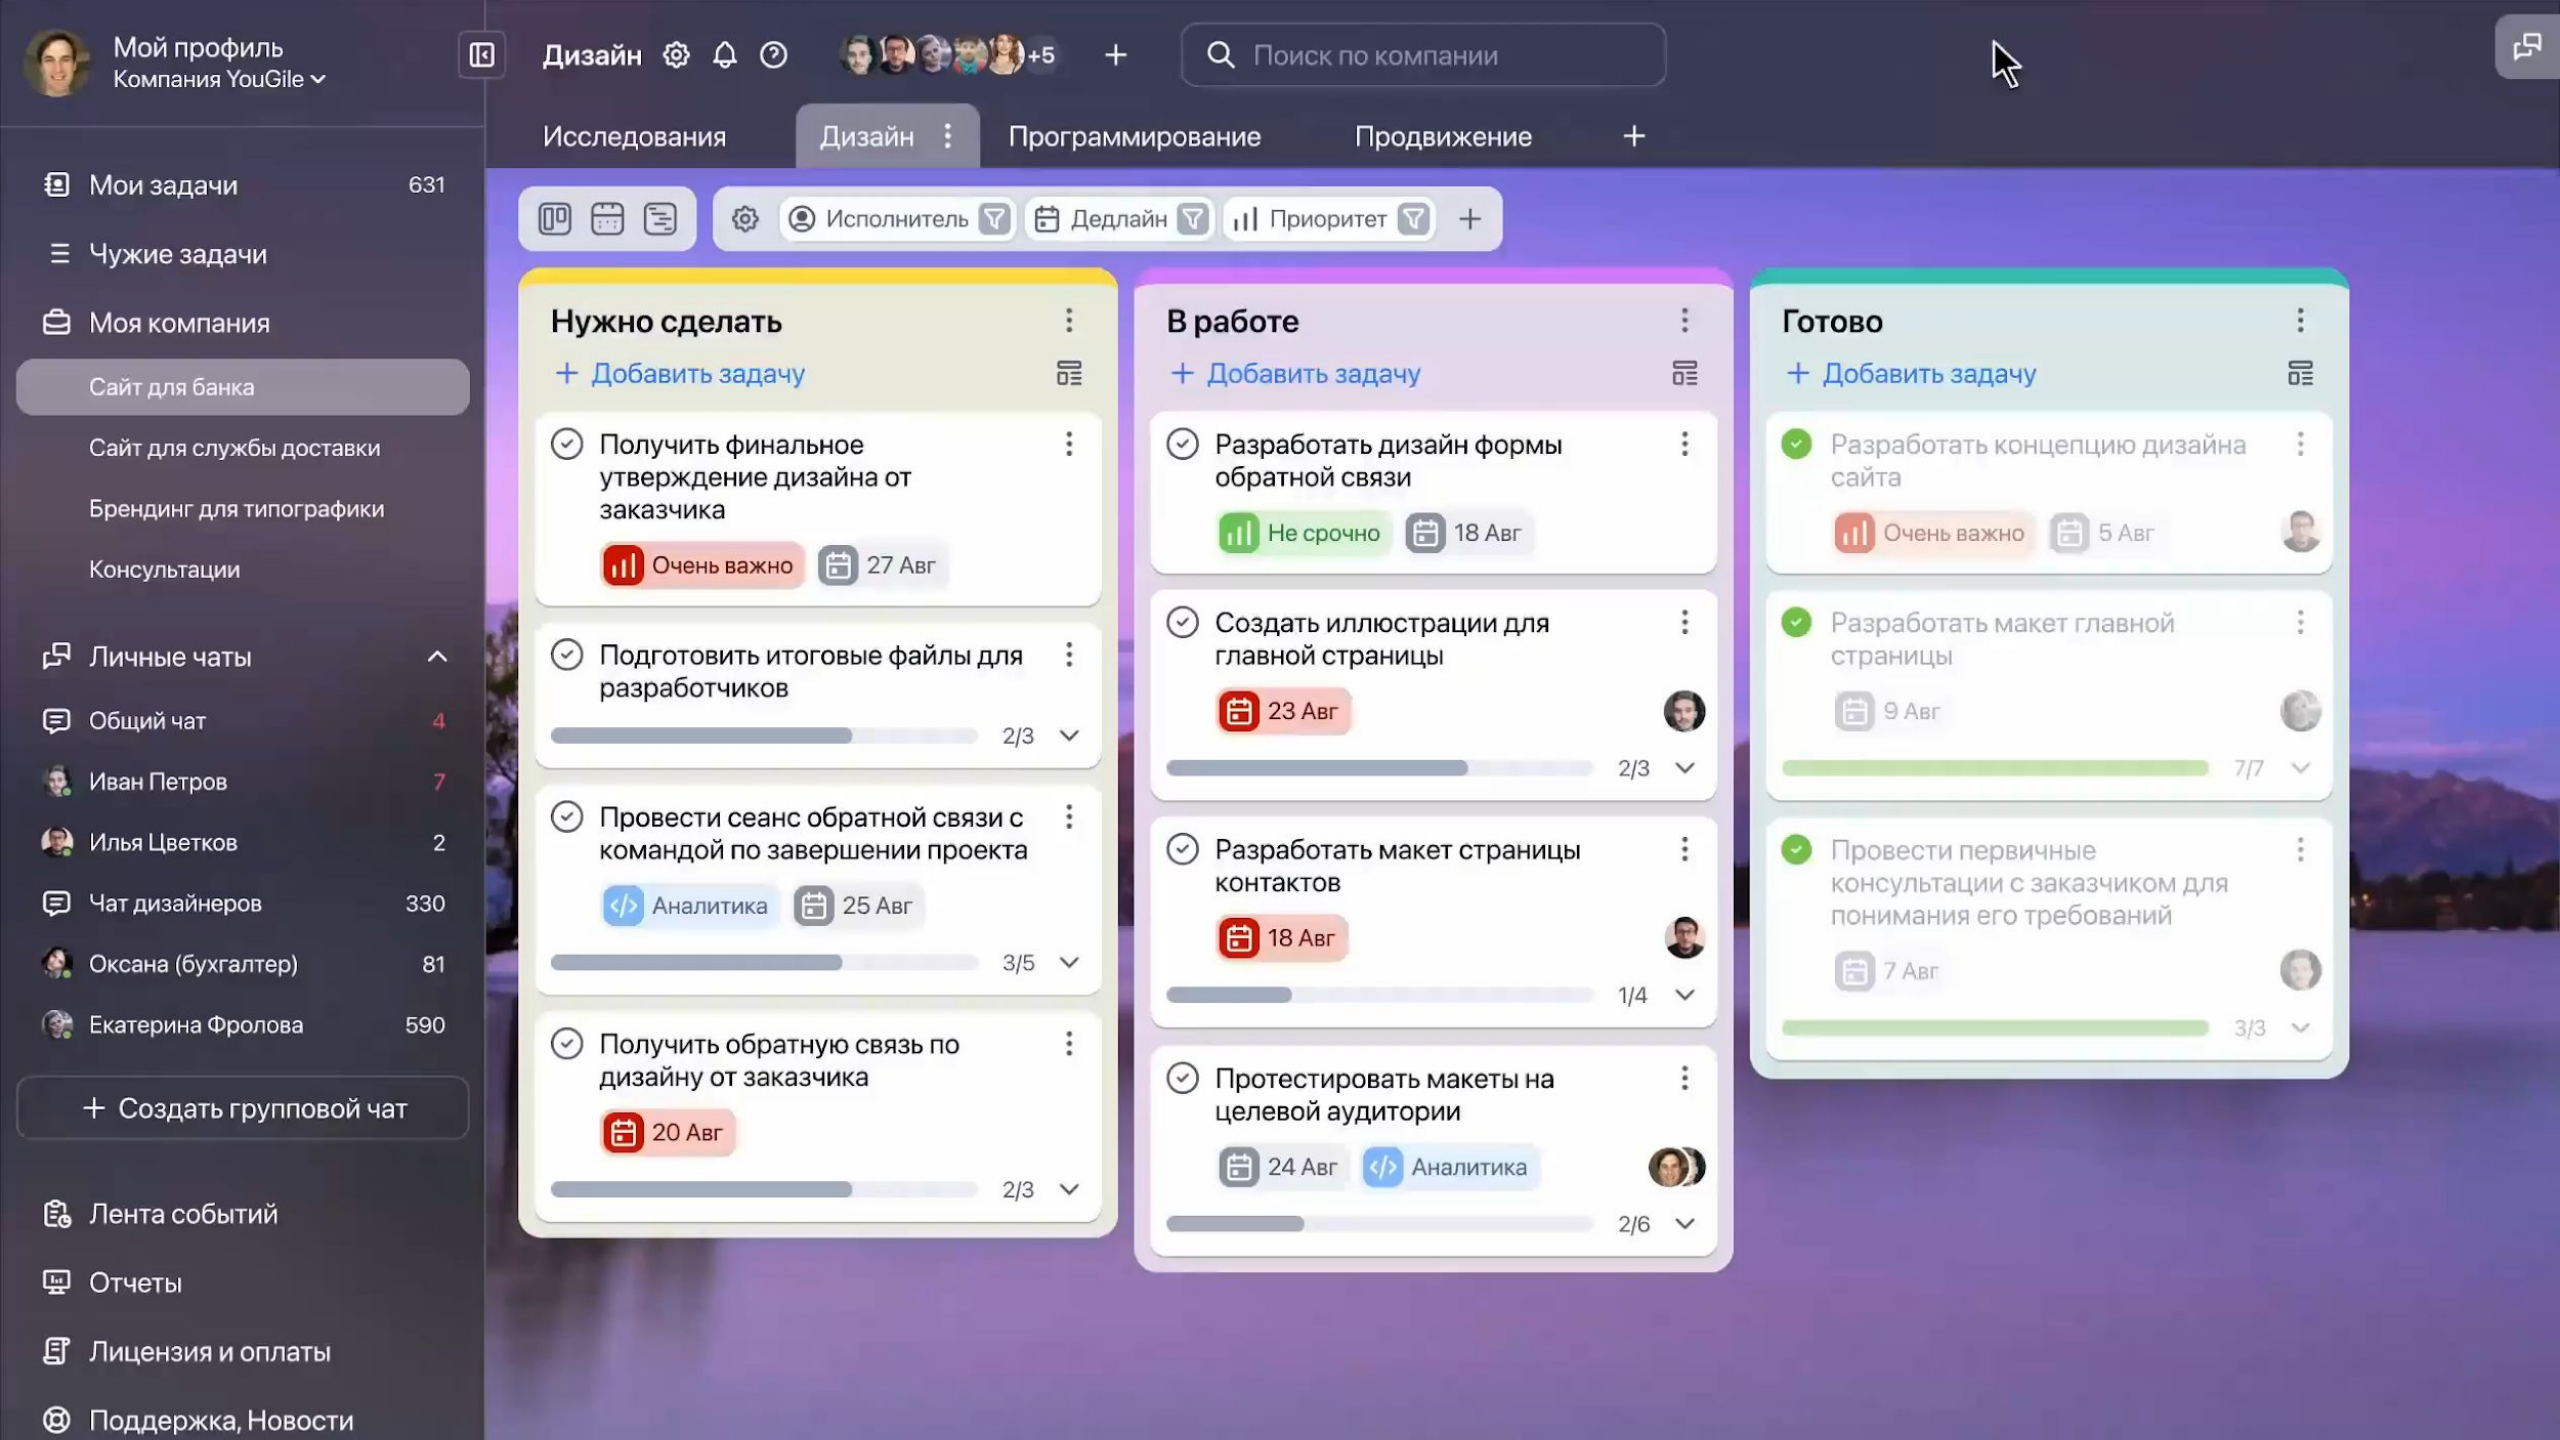 Мой профиль
Компания YouGile
Мои задачи 631
Чужие задачи
Моя компания
Сайт для банка
Сайт для службы доставки
Брендинг для типографики
Консультации
Личные чаты
Общий чат 4
Иван Петров 7
Илья Цветков 2
Чат дизайнеров 330
Оксана (бухгалтер) 81
Екатерина Фролова 590
+ Создать групповой чат
Лента событий
Отчеты
Лицензия и оплаты
Поддержка, Новости
Дизайн +5 + Поиск по компании
Исследования Дизайн Программирование Продвижение +
Исполнитель Дедлайн Приоритет +
Нужно сделать
+ Добавить задачу
Получить финальное
утверждение дизайна от
заказчика
Очень важно 27 Авг
Подготовить итоговые файлы для
разработчиков
2/3
Провести сеанс обратной связи с
командой по завершении проекта
Аналитика 25 Авг
3/5
Получить обратную связь по
дизайну от заказчика
20 Авг
2/3
В работе
+ Добавить задачу
Разработать дизайн формы
обратной связи
Не срочно 18 Авг
Создать иллюстрации для
главной страницы
23 Авг
2/3
Разработать макет страницы
контактов
18 Авг
1/4
Протестировать макеты на
целевой аудитории
24 Авг Аналитика
2/6
Готово
+ Добавить задачу
Разработать концепцию дизайна
сайта
Очень важно 5 Авг
Разработать макет главной
страницы
9 Авг
7/7
Провести первичные
консультации с заказчиком для
понимания его требований
7 Авг
3/3